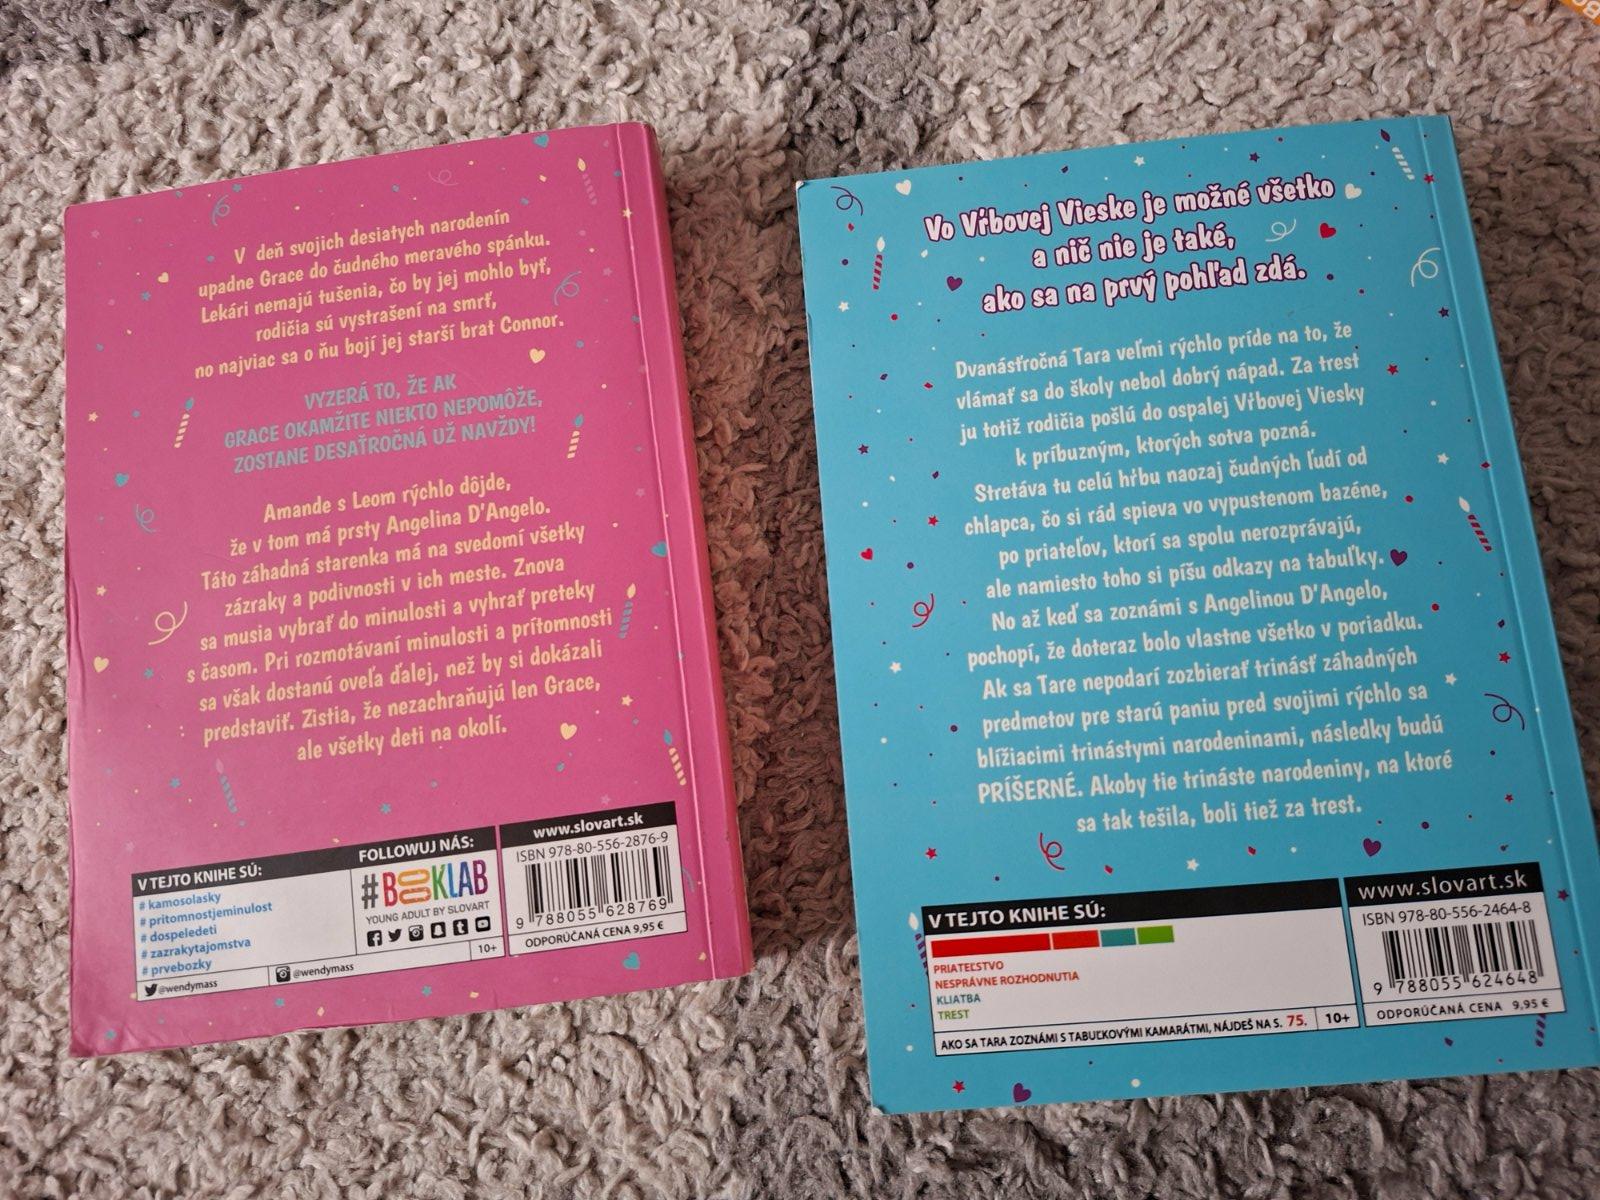 V deň svojich desiatych narodenín
upadne Grace do čudného meravého spánku.
Lekári nemajú tušenia, čo by jej mohlo byť,
rodičia sú vystrašení na smrť,
no najviac sa o ňu bojí jej starší brat Connor.
VYZERÁ TO, ŽE AK
GRACE OKAMŽITE NIEKTO NEPOMÔŽE,
ZOSTANE DESAŤROČNÁ UŽ NAVŽDY!
Amande s Leom rýchlo dôjde,
že v tom má prsty Angelina D'Angelo.
Táto záhadná starenka má na svedomí všetky
zázraky a podivnosti v ich meste. Znova
sa musia vybrať do minulosti a vyhrať preteky
s časom. Pri rozmotávaní minulosti a prítomnosti
sa však dostanú oveľa ďalej, než by si dokázali
predstaviť. Zistia, že nezachraňujú len Grace,
ale všetky deti na okolí.
V TEJTO KNIHE SÚ:
# kamosolasky
# pritomnostjeminulost
# dospeledeti
# zazrakytajomstva
# prvebozky
@wendymass
@wendymass
FOLLOWUJ NÁS:
#BOOKLAB
YOUNG ADULT BY SLOVART
10+
www.slovart.sk
ISBN 978-80-556-2876-9
9 788055 628769
ODPORÚČANÁ CENA 9,95 €
Vo Vŕbovej Vieske je možné všetko
a nič nie je také,
ako sa na prvý pohľad zdá.
Dvanásťročná Tara veľmi rýchlo príde na to, že
vlámať sa do školy nebol dobrý nápad. Za trest
ju totiž rodičia pošlú do ospalej Vŕbovej Viesky
k príbuzným, ktorých sotva pozná.
Stretáva tu celú hŕbu naozaj čudných ľudí od
chlapca, čo si rád spieva vo vypustenom bazéne,
po priateľov, ktorí sa spolu nerozprávajú,
ale namiesto toho si píšu odkazy na tabuľky.
No až keď sa zoznámi s Angelinou D'Angelo,
pochopí, že doteraz bolo vlastne všetko v poriadku.
Ak sa Tare nepodarí zozbierať trinásť záhadných
predmetov pre starú paniu pred svojimi rýchlo sa
blížiacimi trinástymi narodeninami, následky budú
PRÍŠERNÉ. Akoby tie trináste narodeniny, na ktoré
sa tak tešila, boli tiež za trest.
V TEJTO KNIHE SÚ:
PRIATEĽSTVO
NESPRÁVNE ROZHODNUTIA
KLIATBA
TREST
AKO SA TARA ZOZNÁMI S TABUĽKOVÝMI KAMARÁTMI, NÁJDEŠ NA S. 75.
10+
www.slovart.sk
ISBN 978-80-556-2464-8
9 788055 624648
ODPORÚČANÁ CENA 9,95 €